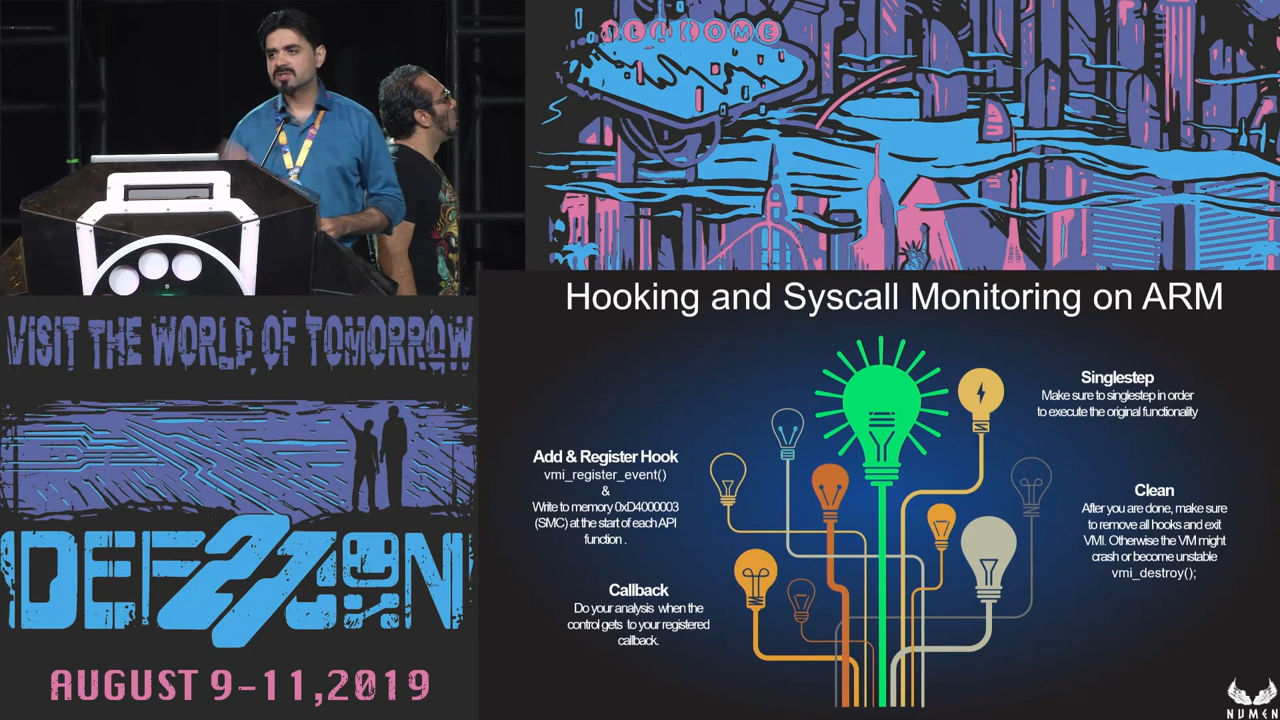 WELCOME
VISIT THE WORLD OF TOMORROW
DEF CON 27
AUGUST 9-11,2019
Hooking and Syscall Monitoring on ARM
Singlestep
Make sure to singlestep in order
to execute the original functionality
Add & Register Hook
vmi_register_event()
&
Write to memory 0xD4000003
(SMC) at the start of each API
function .
Clean
After you are done, make sure
to remove all hooks and exit
VMI. Otherwise the VM might
crash or become unstable
vmi_destroy();
Callback
Do your analysis when the
control gets to your registered
callback.
NUMEN